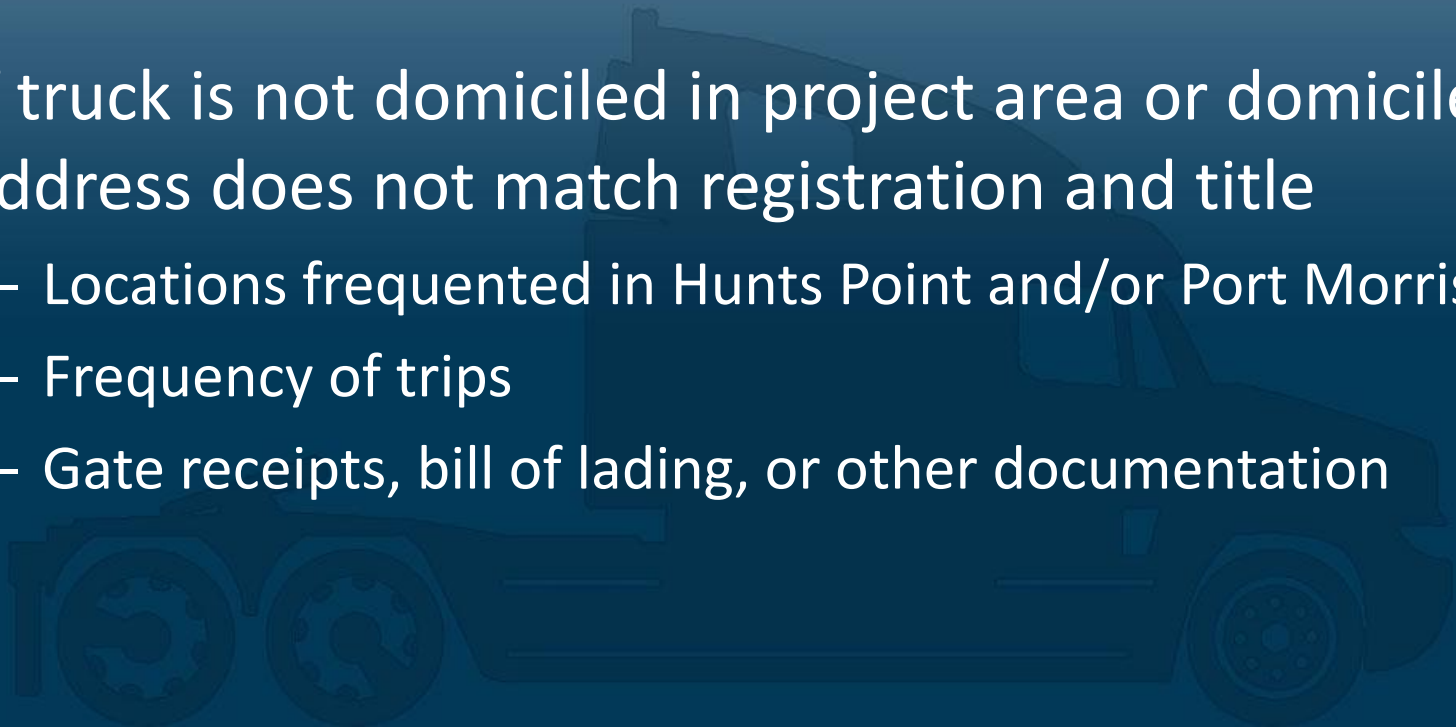 truck is not domiciled in project area or domicile
ddress does not match registration and title
– Locations frequented in Hunts Point and/or Port Morris
– Frequency of trips
– Gate receipts, bill of lading, or other documentation